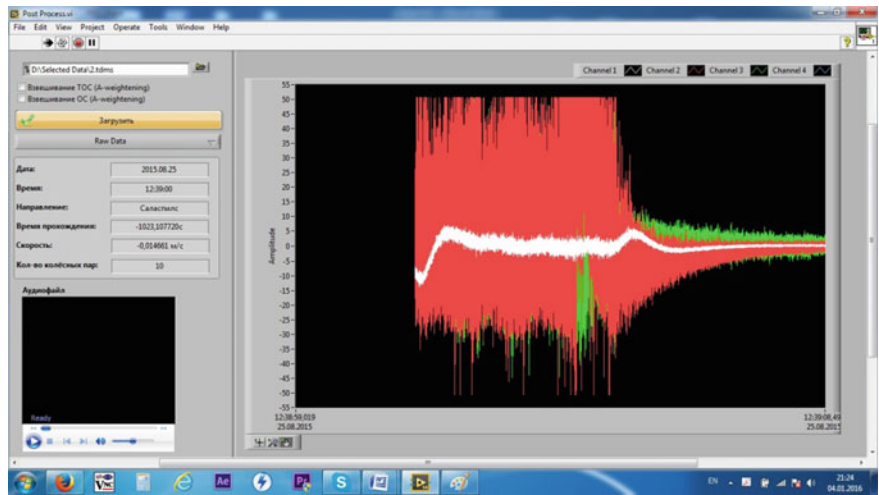 Post Process.vi
File Edit View Project Operate Tools Window Help
D:\Selected Data\2.tdms
Взвешивание ТОС (A-weightening)
Взвешивание ОС (A-weightening)
Загрузить
Raw Data
Дата: 2015.08.25
Время: 12:39:00
Направление: Саласпилс
Время прохождения: -1023,107720с
Скорость: -0,014661 м/с
Кол-во колёсных пар: 10
Аудиофайл
Ready
Channel 1 Channel 2 Channel 3 Channel 4
55
50
45
40
35
30
25
20
15
10
5
0
-5
-10
-15
-20
-25
-30
-35
-40
-45
-50
-55
Amplitude
12:38:59,019 12:39:08,49
25.08.2015 25.08.2015
Ae Pr S
EN 21:24
04.01.2016